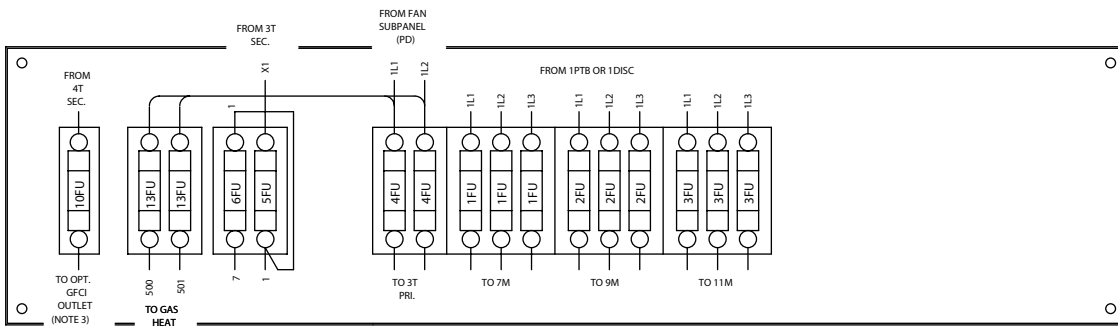 FROM 3T
SEC.
FROM FAN
SUBPANEL
(PD)
FROM
4T
SEC.
X1
1L1
1L2
FROM 1PTB OR 1DISC
1
1L1
1L2
1L3
1L1
1L2
1L3
1L1
1L2
1L3
10FU
13FU
13FU
6FU
5FU
4FU
4FU
1FU
1FU
1FU
2FU
2FU
2FU
3FU
3FU
3FU
TO OPT.
GFCI
OUTLET
(NOTE 3)
500
501
TO GAS
HEAT
7
1
TO 3T
PRI.
TO 7M
TO 9M
TO 11M